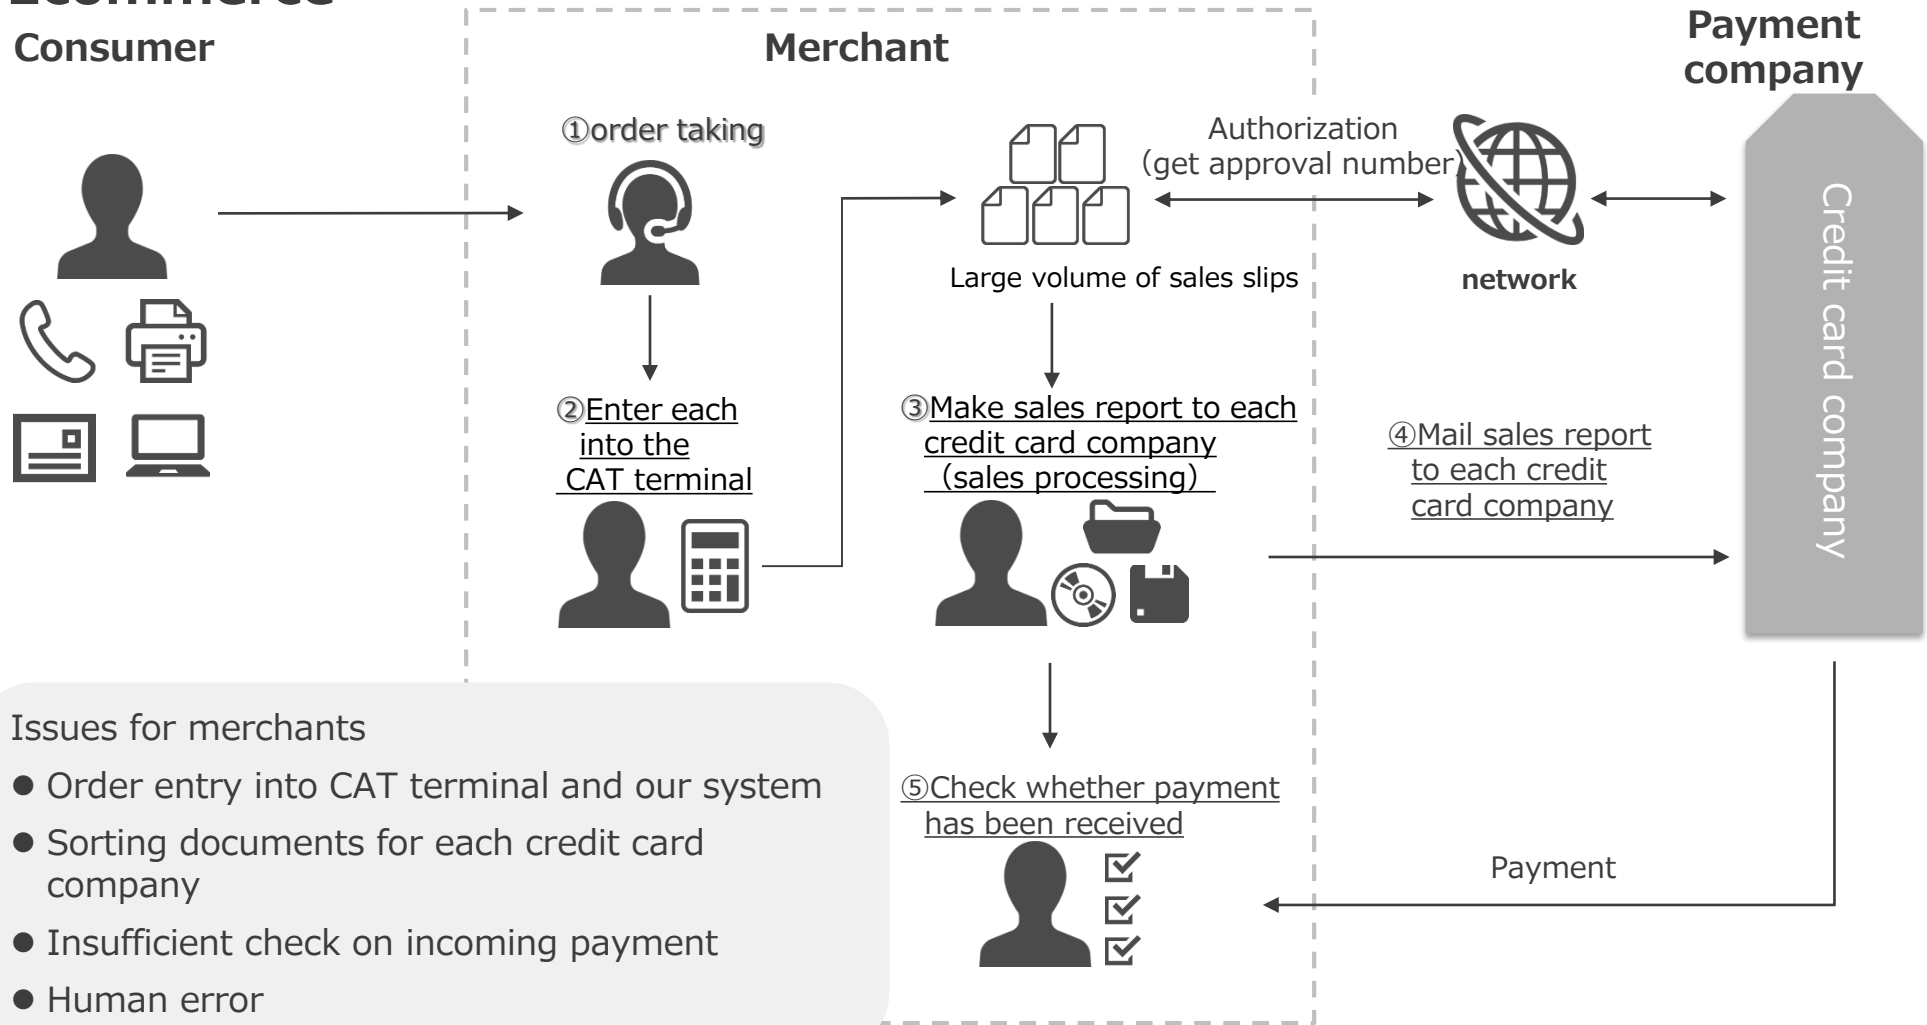 Ecommerce
Consumer
Merchant
Payment
company
①order taking
Authorization
（get approval number）
Large volume of sales slips
network
Credit card company
②Enter each
into the
CAT terminal
③Make sales report to each
credit card company
（sales processing）
④Mail sales report
to each credit
card company
⑤Check whether payment
has been received
Payment
Issues for merchants
● Order entry into CAT terminal and our system
● Sorting documents for each credit card
company
● Insufficient check on incoming payment
● Human error